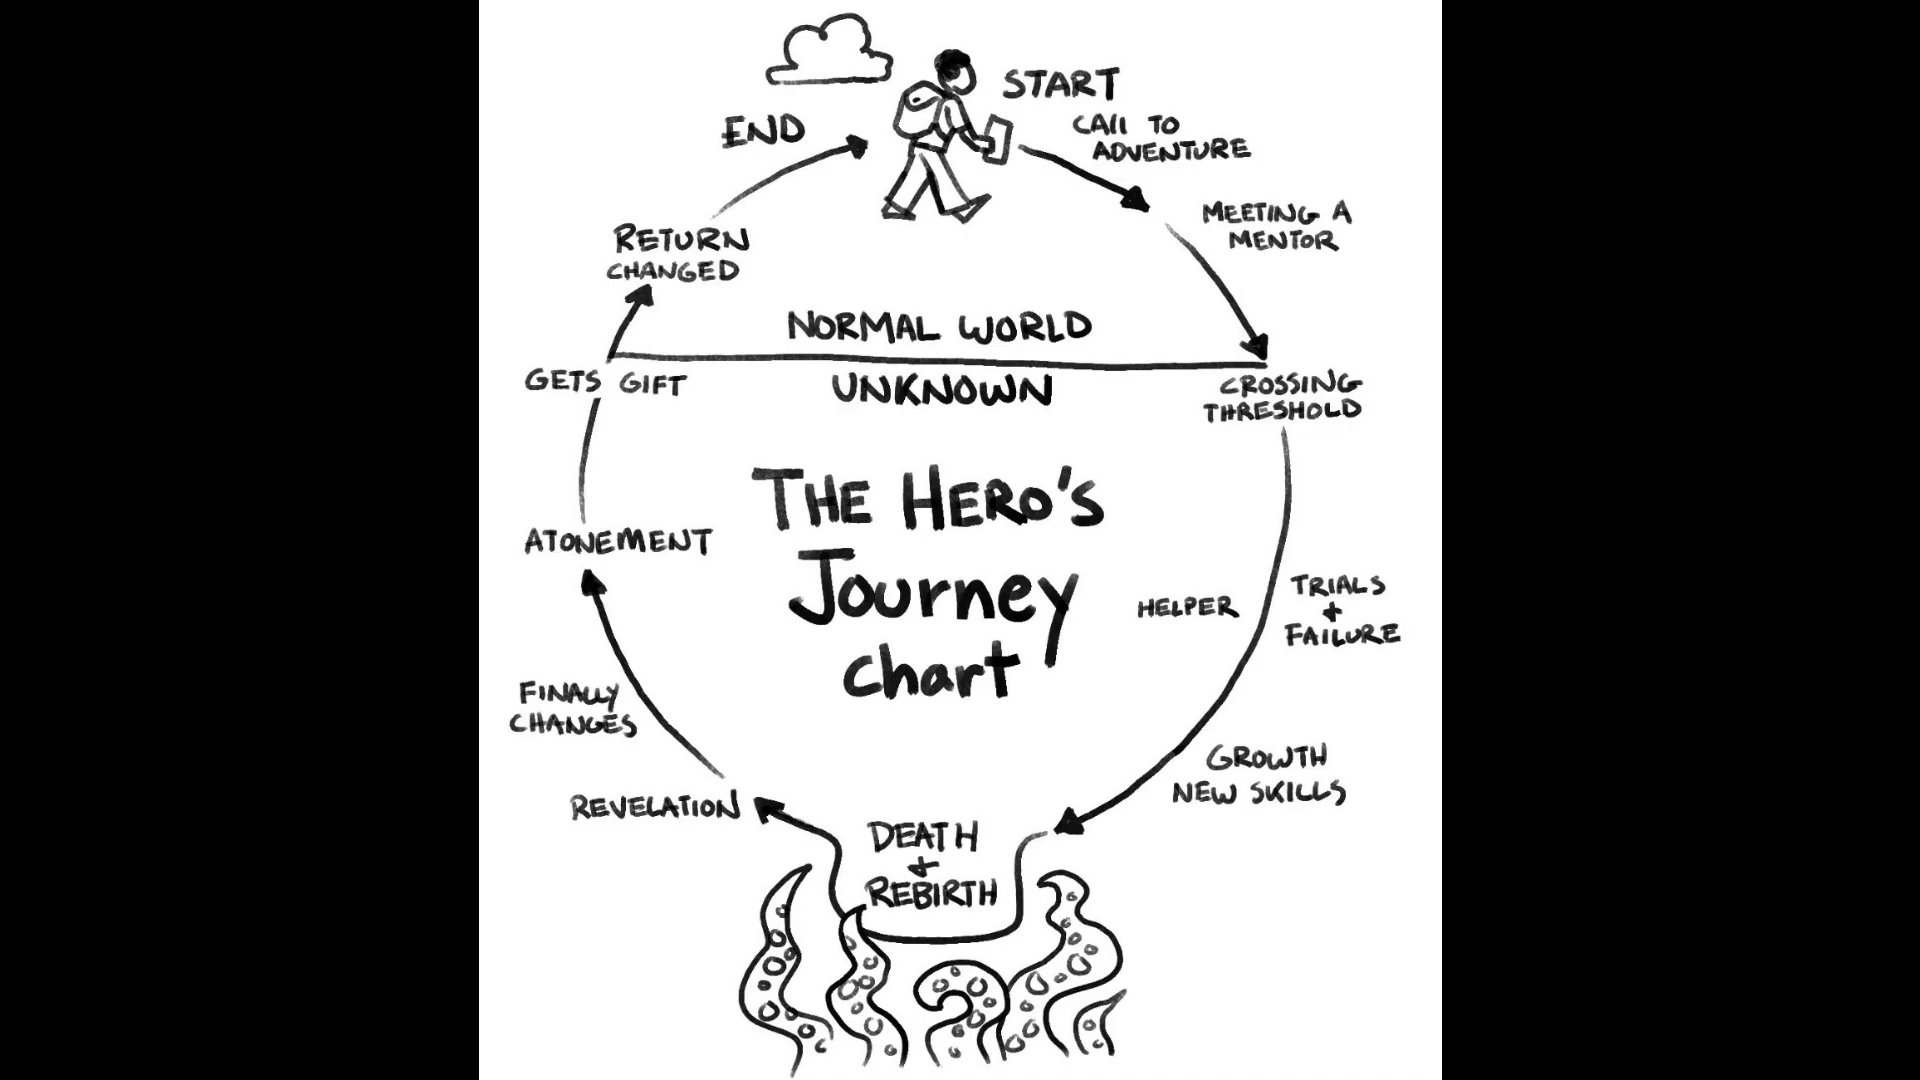 START
CALL TO
ADVENTURE
MEETING A
MENTOR
CROSSING
THRESHOLD
TRIALS
+
FAILURE
HELPER
GROWTH
NEW SKILLS
DEATH
+
REBIRTH
REVELATION
FINALLY
CHANGES
ATONEMENT
GETS GIFT
RETURN
CHANGED
END
NORMAL WORLD
UNKNOWN
THE HERO'S
Journey
chart